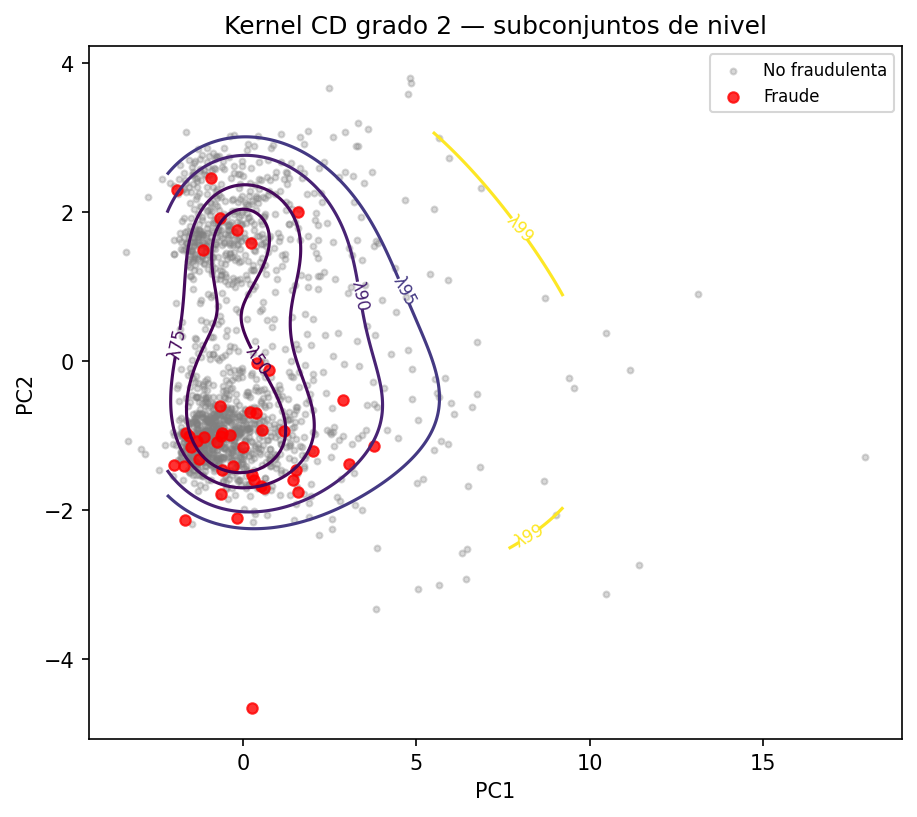 Kernel CD grado 2 — subconjuntos de nivel
No fraudulenta
Fraude
PC2
4
2
0
−2
−4
λ99
λ90
λ95
λ75
λ50
λ99
0
5
10
15
PC1